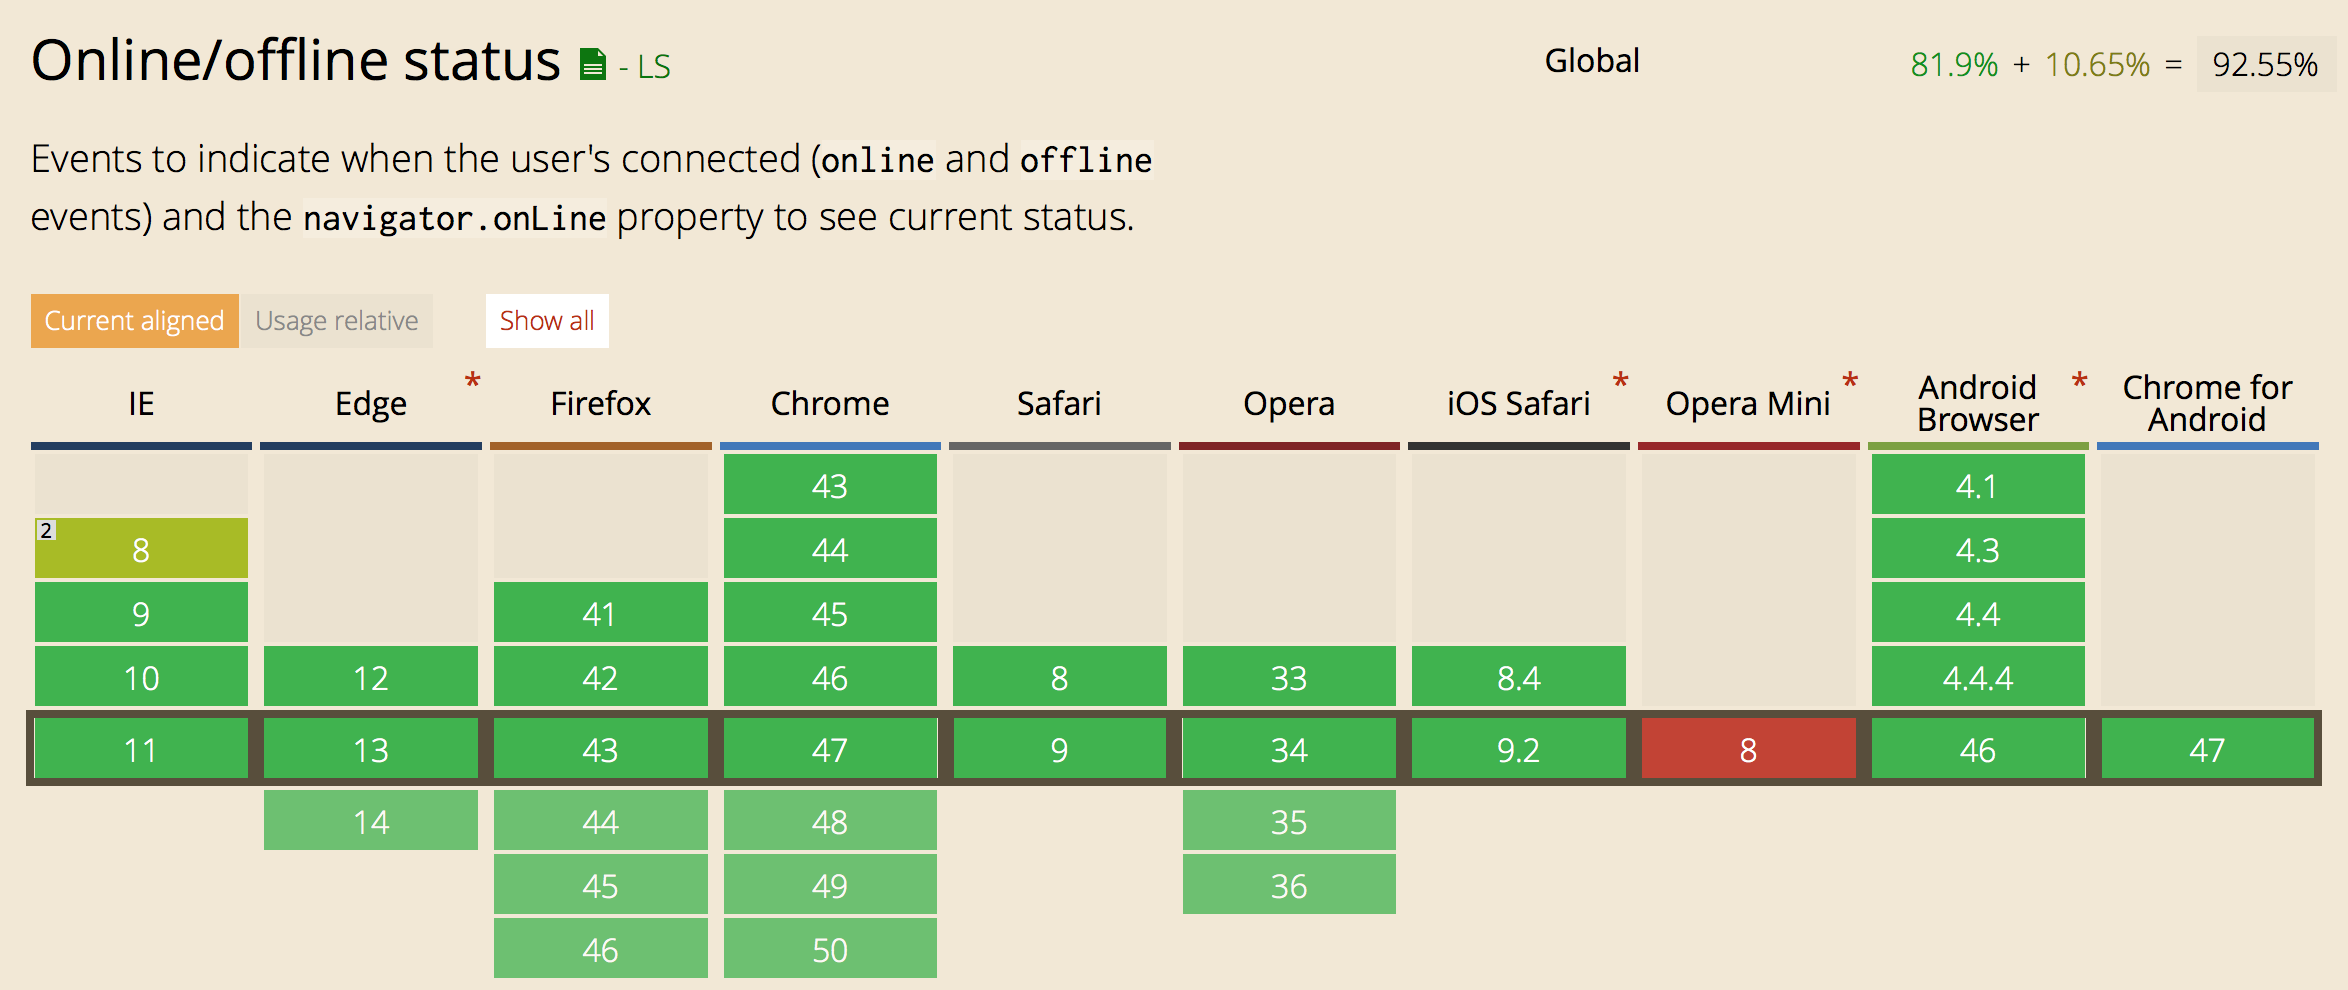 Online/offline status - LS
Global
81.9% + 10.65% = 92.55%
Events to indicate when the user's connected (online and offline
events) and the navigator.onLine property to see current status.
Current aligned
Usage relative
Show all
IE
Edge *
Firefox
Chrome
Safari
Opera
iOS Safari *
Opera Mini *
Android
Browser *
Chrome for
Android
43 4.1
2 8 44 4.3
9 41 45 4.4
10 12 42 46 8 33 8.4 4.4.4
11 13 43 47 9 34 9.2 8 46 47
14 44 48 35
45 49 36
46 50